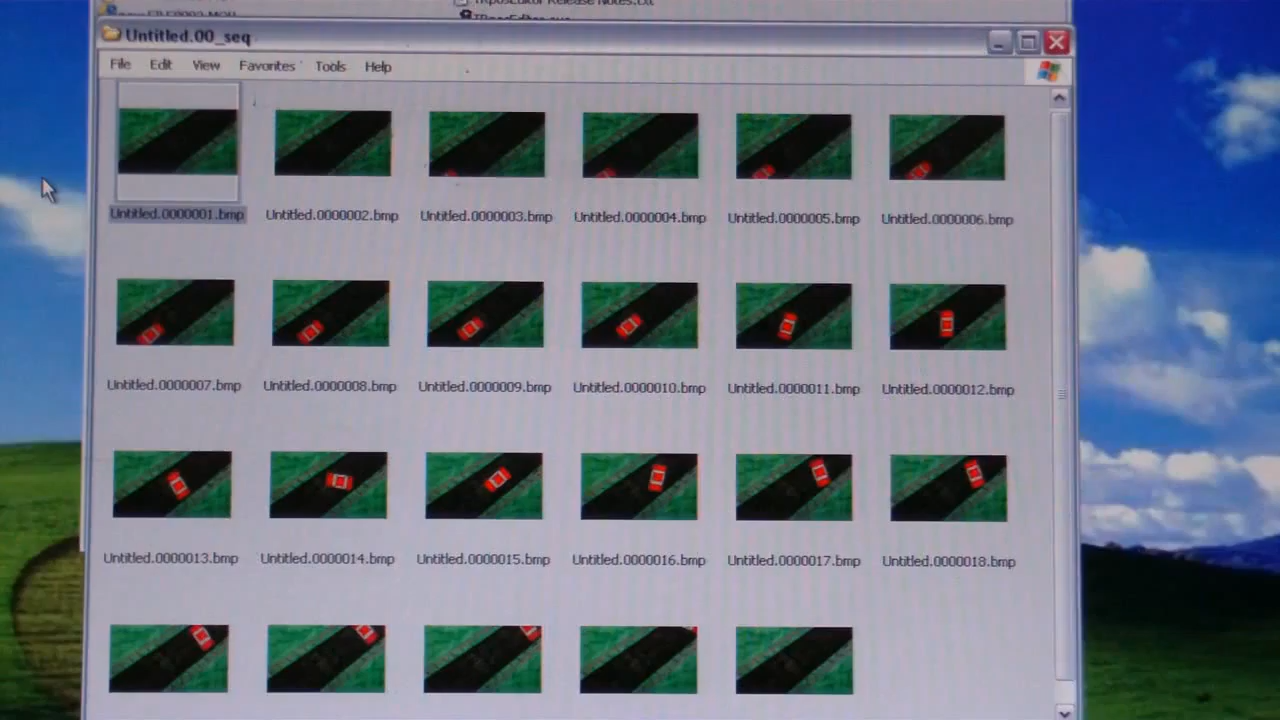 Untitled.00_seq
File Edit View Favorites Tools Help
Untitled.0000001.bmp Untitled.0000002.bmp Untitled.0000003.bmp Untitled.0000004.bmp Untitled.0000005.bmp Untitled.0000006.bmp
Untitled.0000007.bmp Untitled.0000008.bmp Untitled.0000009.bmp Untitled.0000010.bmp Untitled.0000011.bmp Untitled.0000012.bmp
Untitled.0000013.bmp Untitled.0000014.bmp Untitled.0000015.bmp Untitled.0000016.bmp Untitled.0000017.bmp Untitled.0000018.bmp